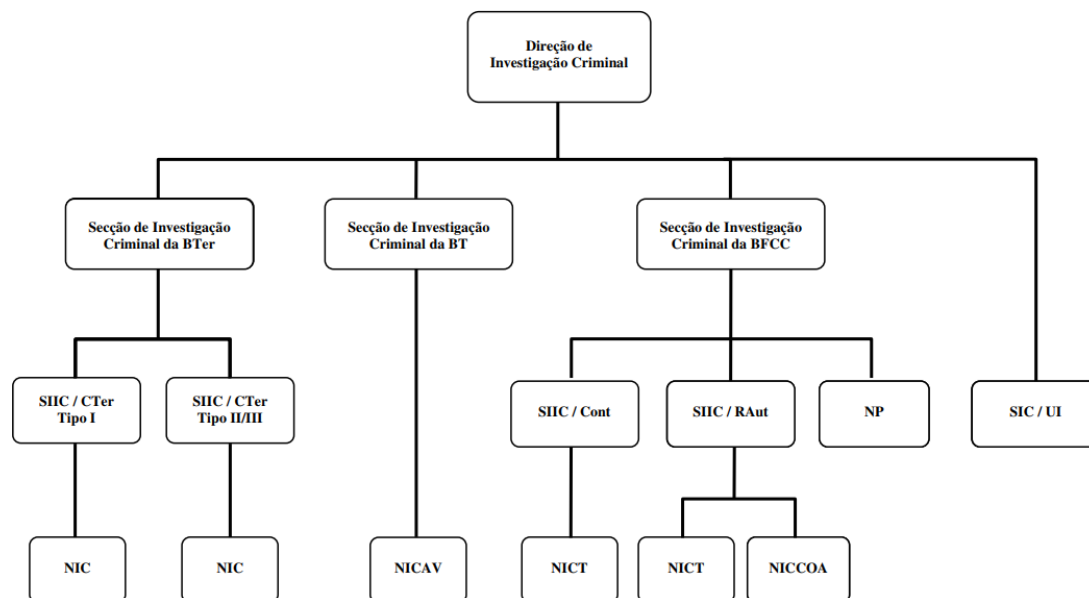 Direção de
Investigação Criminal
Secção de Investigação
Criminal da BTer
Secção de Investigação
Criminal da BT
Secção de Investigação
Criminal da BFCC
SIIC / CTer
Tipo I
SIIC / CTer
Tipo II/III
SIIC / Cont
SIIC / RAut
NP
SIC / UI
NIC
NIC
NICAV
NICT
NICT
NICCOA